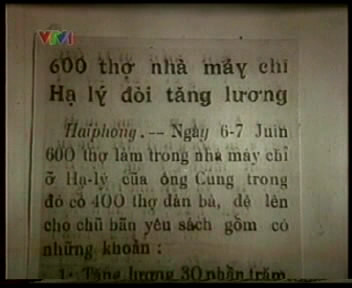 VTV1
600 thợ nhà máy chỉ
Hạ lý đòi tăng lương
Haiphong. — Ngày 6-7 Juin
600 thợ làm trong nhà máy chỉ
ở Hạ-lý của ông Cung trong
đó có 400 thợ đàn bà, đệ lên
cho chủ bản yêu sách gồm có
những khoản :
1- Tăng lương 30 phần trăm